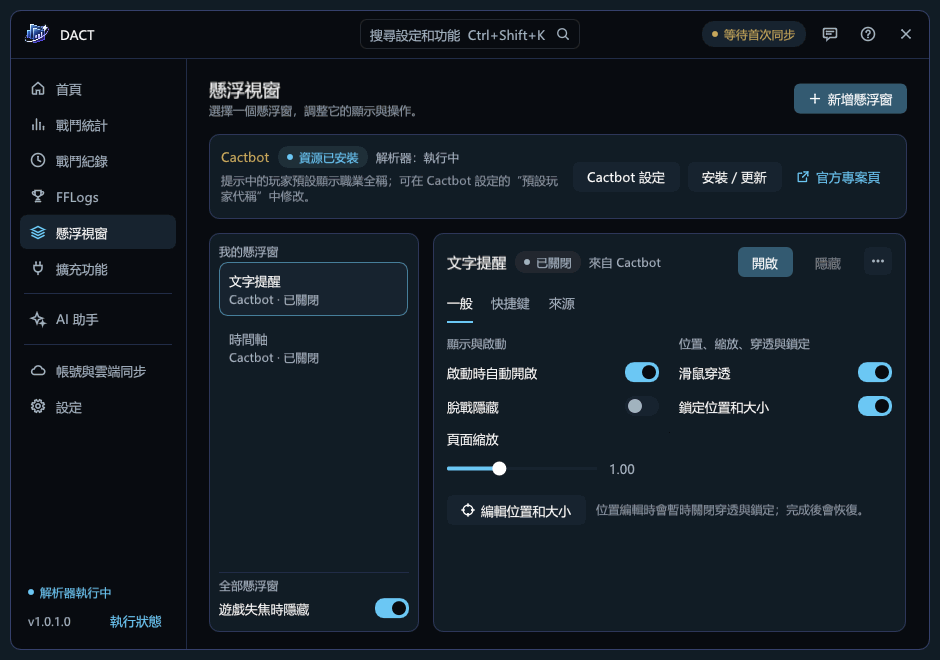 DACT
搜尋設定和功能 Ctrl+Shift+K
等待首次同步
首頁
戰鬥統計
戰鬥紀錄
FFLogs
懸浮視窗
擴充功能
AI 助手
帳號與雲端同步
設定
解析器執行中
v1.0.1.0 執行狀態
懸浮視窗
選擇一個懸浮窗，調整它的顯示與操作。
新增懸浮窗
Cactbot 資源已安裝 解析器：執行中
提示中的玩家預設顯示職業全稱；可在 Cactbot 設定的“預設玩
家代稱”中修改。
Cactbot 設定
安裝 / 更新
官方專案頁
我的懸浮窗
文字提醒
Cactbot · 已關閉
時間軸
Cactbot · 已關閉
全部懸浮窗
遊戲失焦時隱藏
文字提醒 已關閉 來自 Cactbot
開啟 隱藏
一般 快捷鍵 來源
顯示與啟動
啟動時自動開啟
脫戰隱藏
頁面縮放
1.00
位置、縮放、穿透與鎖定
滑鼠穿透
鎖定位置和大小
編輯位置和大小 位置編輯時會暫時關閉穿透與鎖定；完成後會恢復。